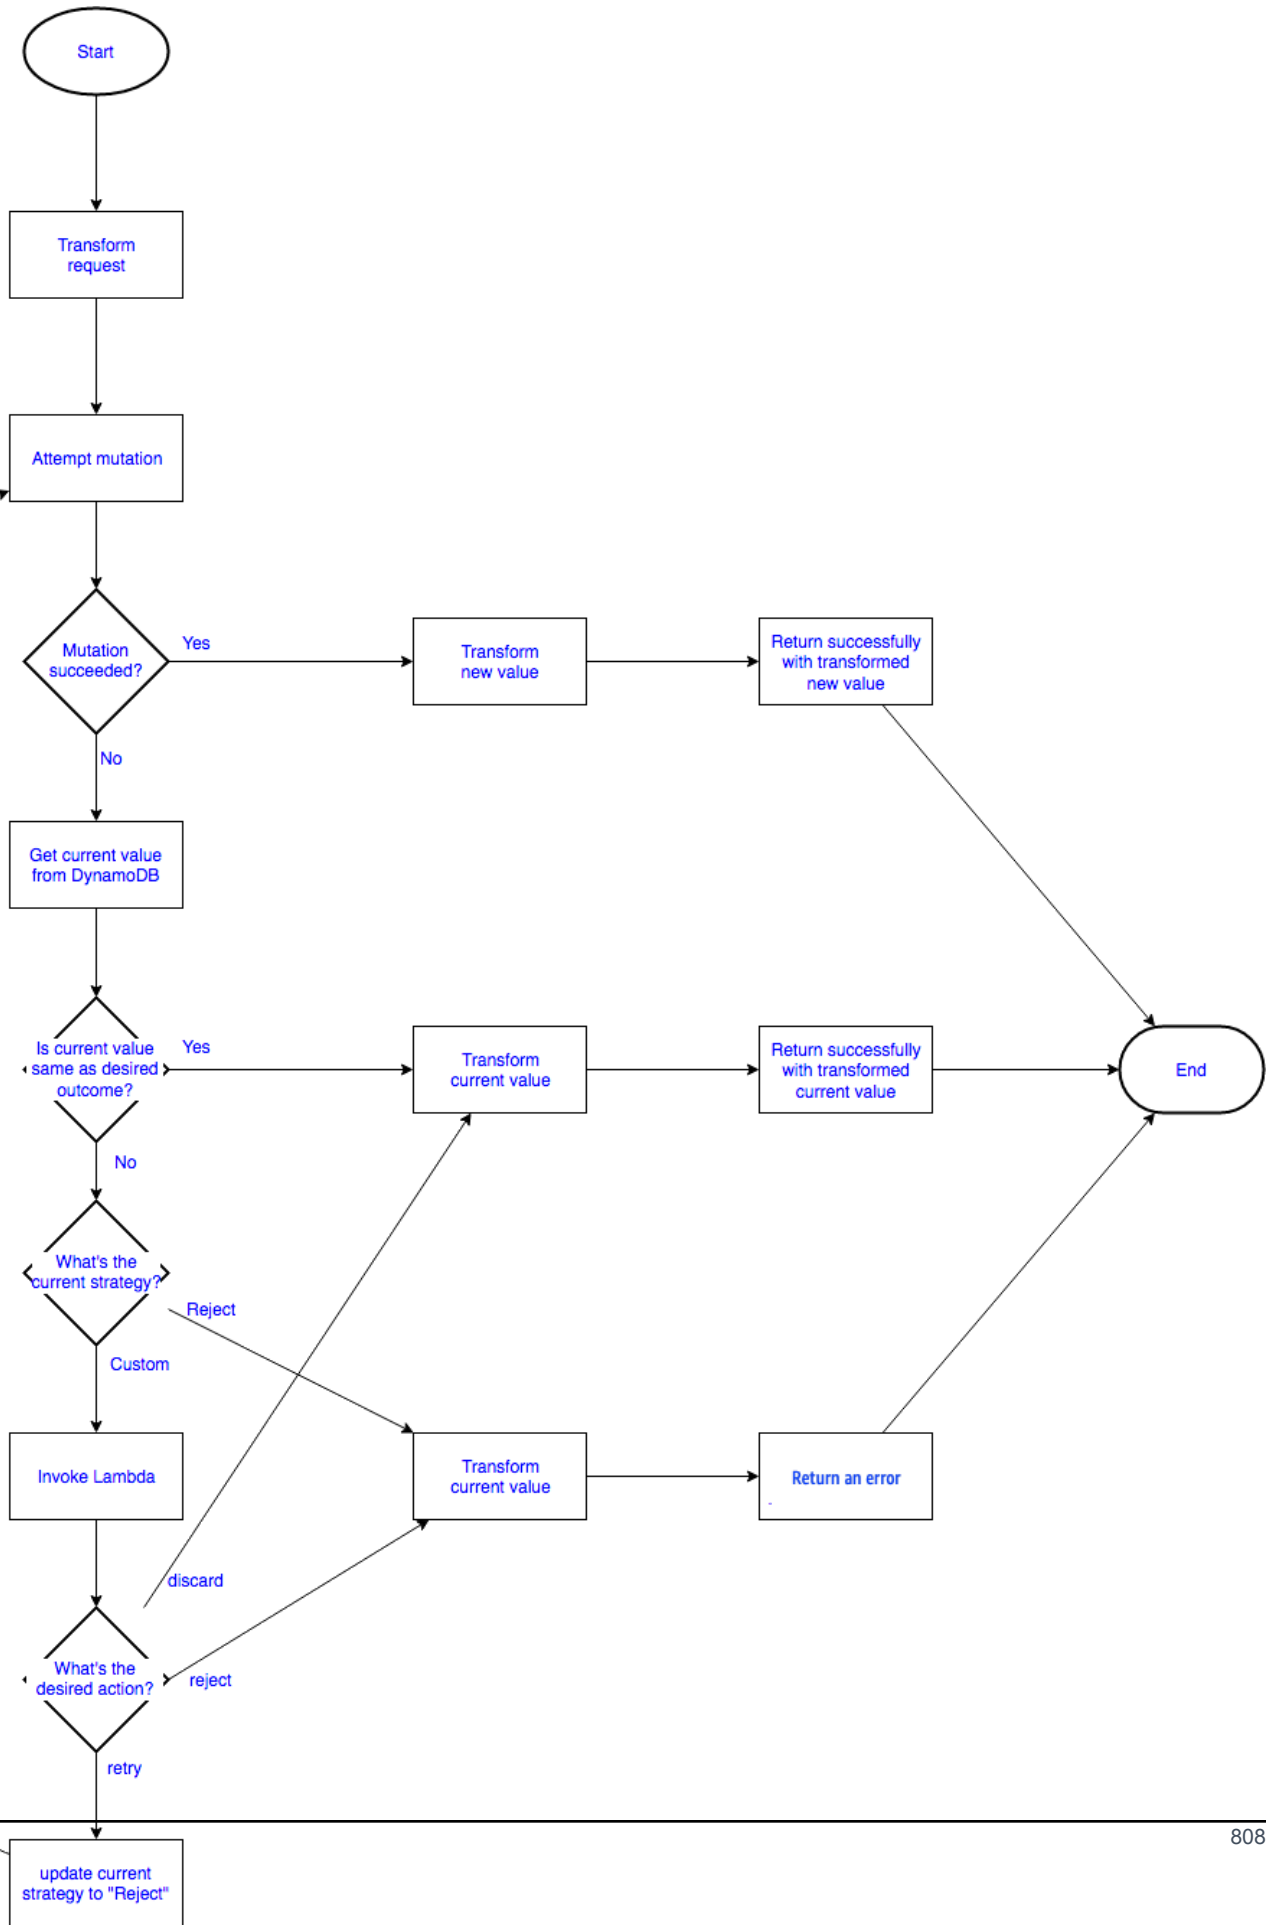 Start
Transform
request
Attempt mutation
Mutation
succeeded?
Yes
Transform
new value
Return successfully
with transformed
new value
No
Get current value
from DynamoDB
Is current value
same as desired
outcome?
Yes
Transform
current value
Return successfully
with transformed
current value
End
No
What's the
current strategy?
Reject
Custom
Invoke Lambda
Transform
current value
Return an error
discard
What's the
desired action?
reject
retry
808
update current
strategy to "Reject"